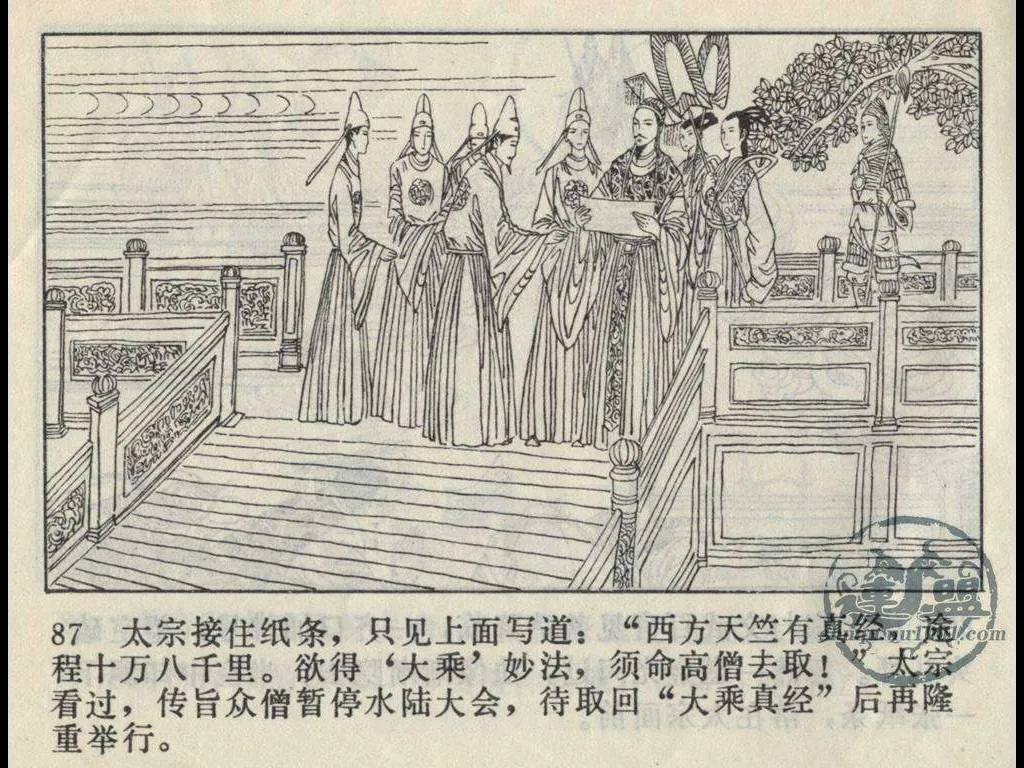 87 太宗接住纸条，只见上面写道：“西方天竺有真经，途
程十万八千里。欲得‘大乘’妙法，须命高僧去取！”太宗
看过，传旨众僧暂停水陆大会，待取回“大乘真经”后再隆
重举行。